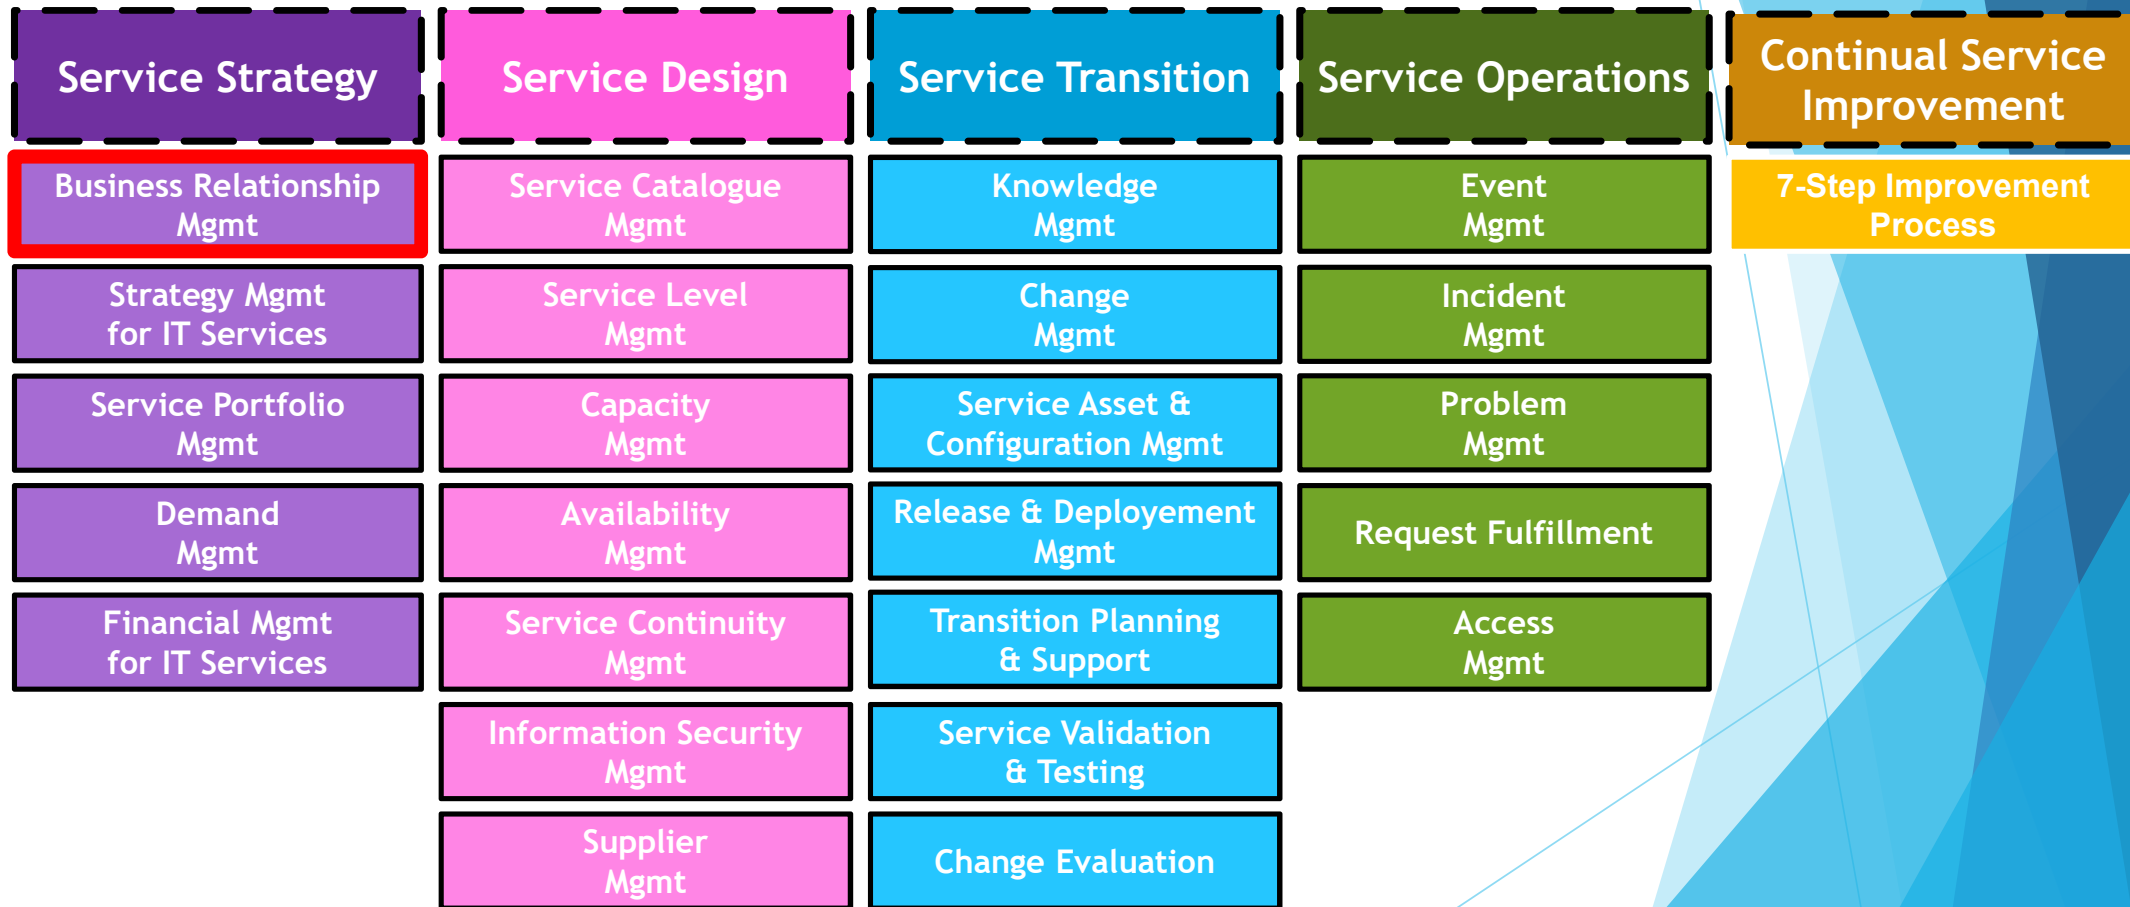 Service Strategy
Business Relationship
Mgmt
Strategy Mgmt
for IT Services
Service Portfolio
Mgmt
Demand
Mgmt
Financial Mgmt
for IT Services
Service Design
Service Catalogue
Mgmt
Service Level
Mgmt
Capacity
Mgmt
Availability
Mgmt
Service Continuity
Mgmt
Information Security
Mgmt
Supplier
Mgmt
Service Transition
Knowledge
Mgmt
Change
Mgmt
Service Asset &
Configuration Mgmt
Release & Deployement
Mgmt
Transition Planning
& Support
Service Validation
& Testing
Change Evaluation
Service Operations
Event
Mgmt
Incident
Mgmt
Problem
Mgmt
Request Fulfillment
Access
Mgmt
Continual Service
Improvement
7-Step Improvement
Process